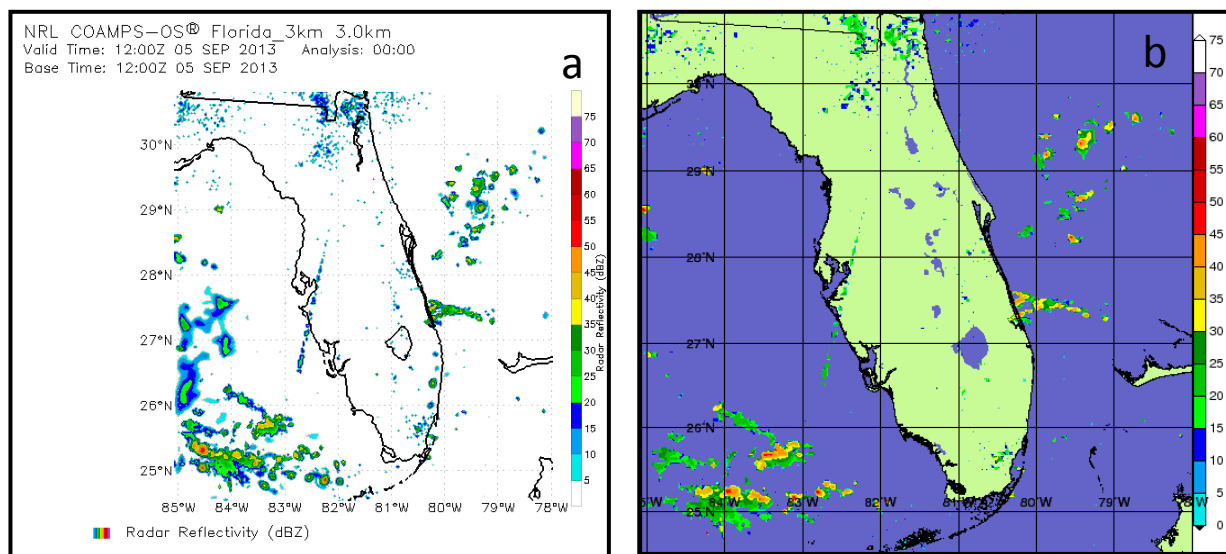 NRL COAMPS-OS® Florida_3km 3.0km
Valid Time: 12:00Z 05 SEP 2013 Analysis: 00:00
Base Time: 12:00Z 05 SEP 2013
a
30°N
29°N
28°N
27°N
26°N
25°N
85°W 84°W 83°W 82°W 81°W 80°W 79°W 78°W
75
70
65
60
55
50
45
40
35
30
25
20
15
10
5
Radar Reflectivity (dBZ)
Radar Reflectivity (dBZ)
b
29°N
28°N
27°N
26°N
25°N
84°W 83°W 82°W 80°W 79°W
75
70
65
60
55
50
45
40
35
30
25
20
15
10
5
0